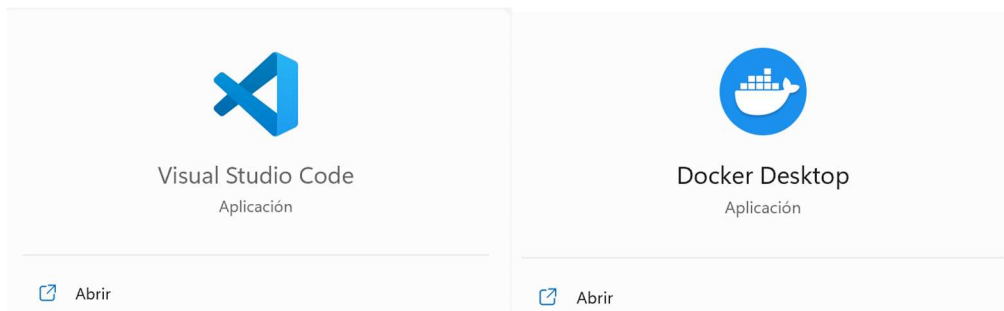 Visual Studio Code
Aplicación
Abrir
Docker Desktop
Aplicación
Abrir